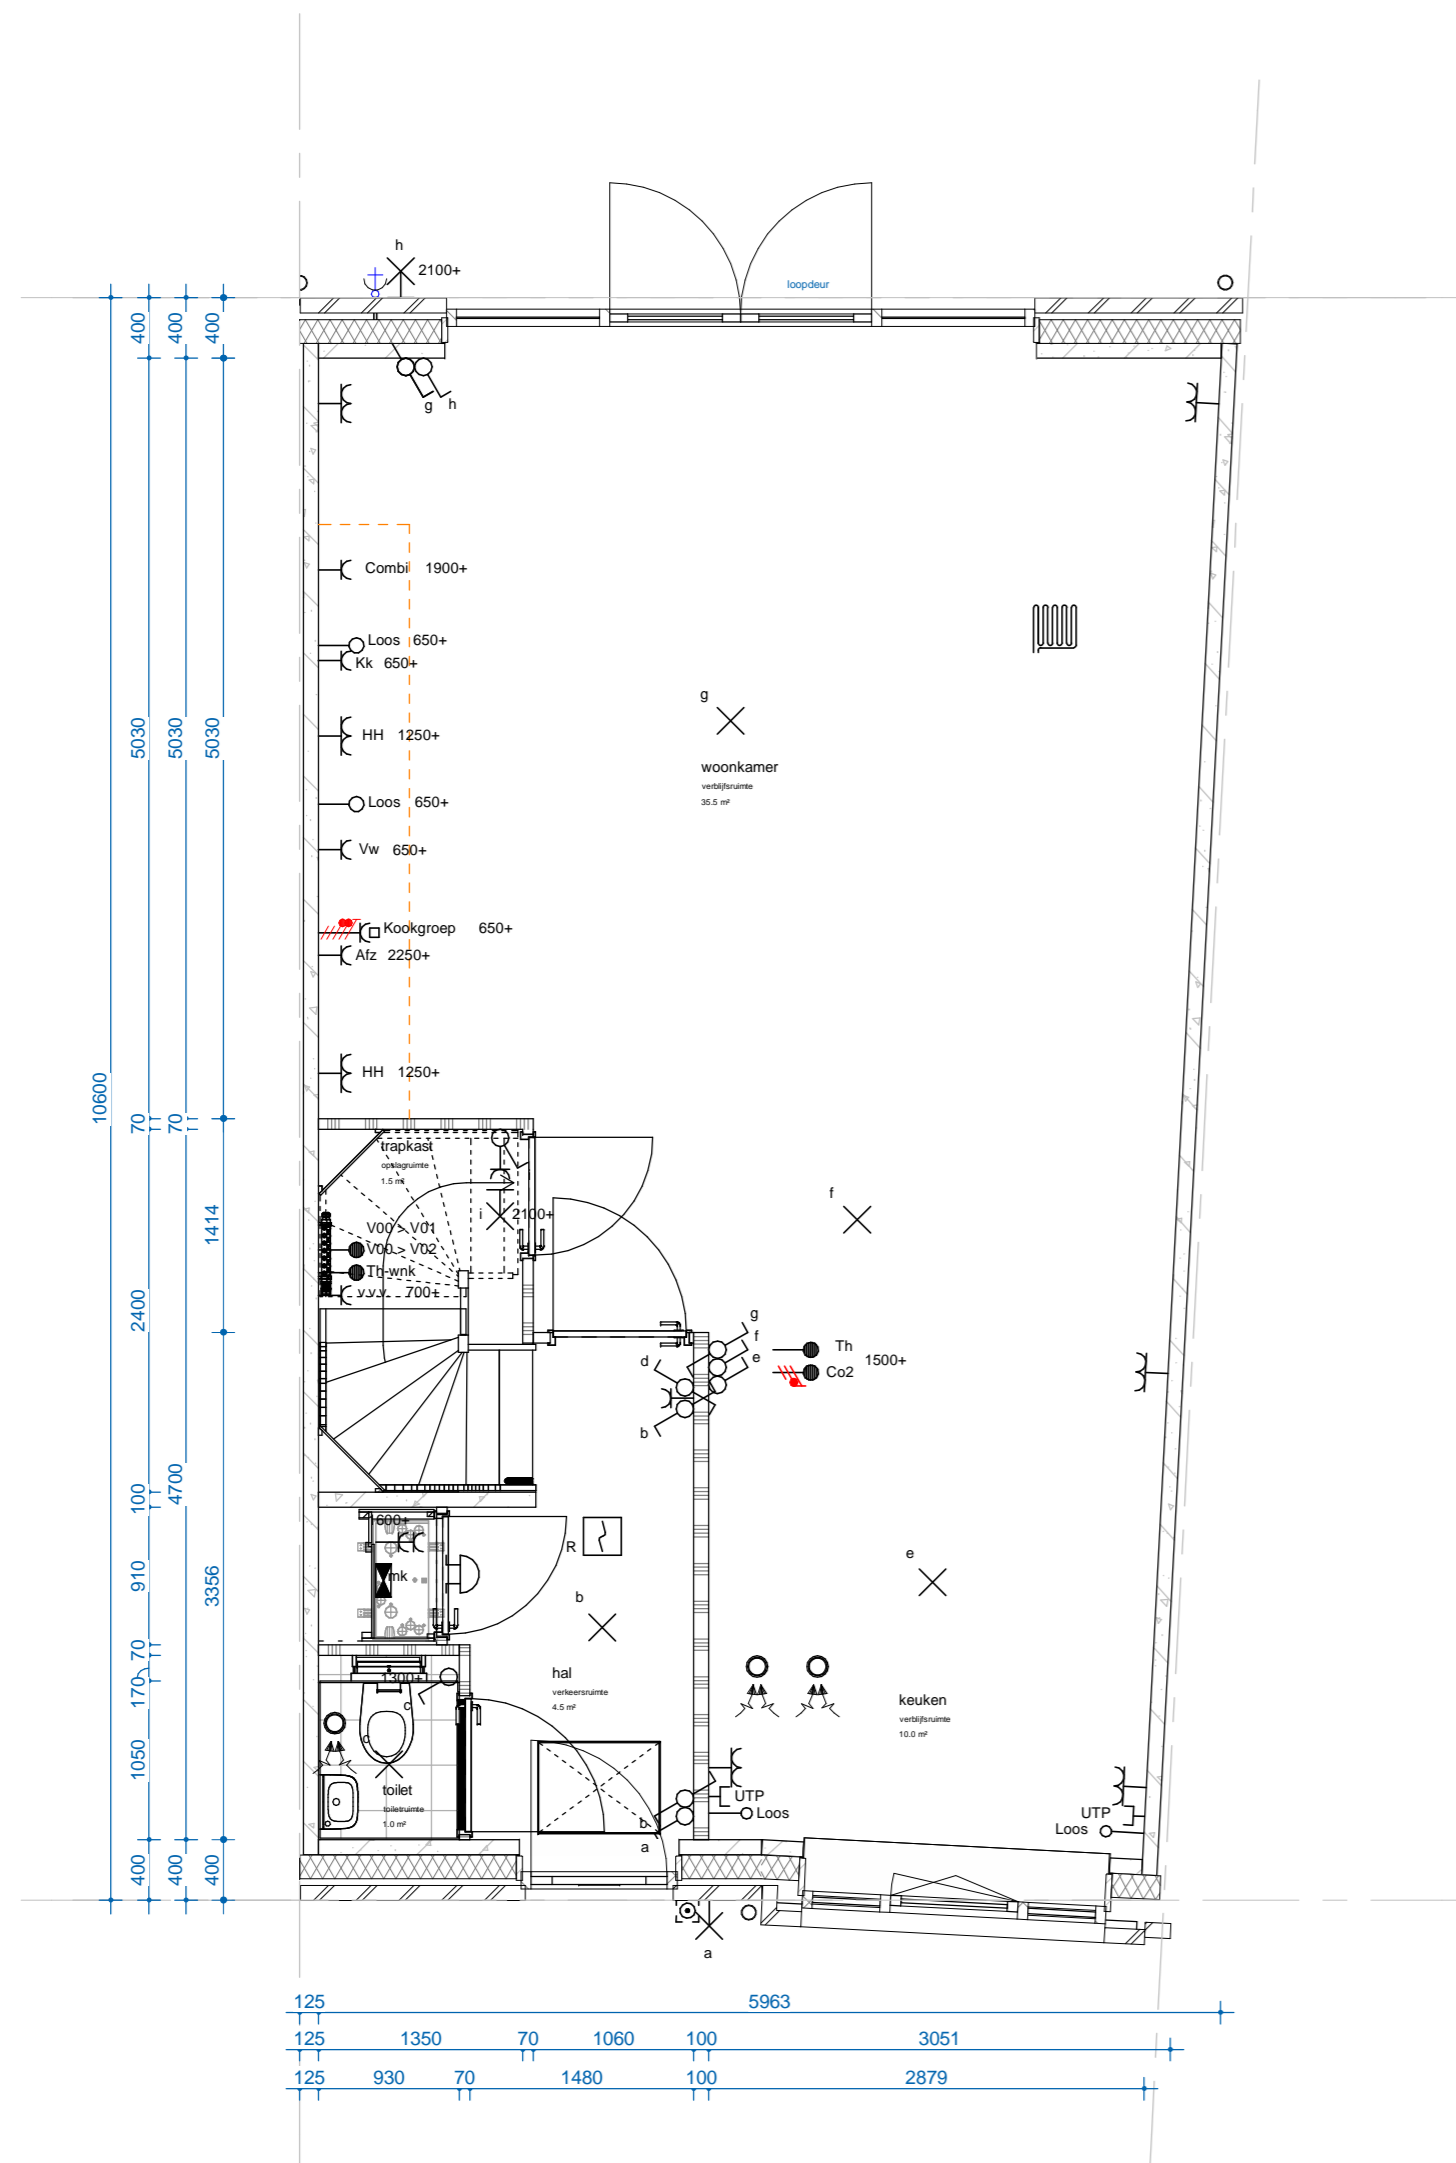 h
2100+
loopdeur
400
400
400
g
h
Combi 1900+
Loos 650+
Kk 650+
g
5030
5030
5030
HH 1250+
woonkamer
verblijfsruimte
35.5 m²
Loos 650+
Vw 650+
Kookgroep 650+
Afz 2250+
HH 1250+
10600
70
70
trapkast
opslagruimte
1.5 m²
f
i
2100+
1414
V00 > V01
V00 > V02
Th-wnk
v.v.v. 700+
2400
g
f
e
d
b
Th
Co2
1500+
4700
100
600+
R
e
mk
910
3356
b
70
170
1300+
c
hal
verkeersruimte
4.5 m²
keuken
verblijfsruimte
10.0 m²
c
1050
toilet
toiletruimte
1.0 m²
UTP
Loos
UTP
Loos
b
a
400
400
400
a
125
5963
125
1350
70
1060
100
3051
125
930
70
1480
100
2879